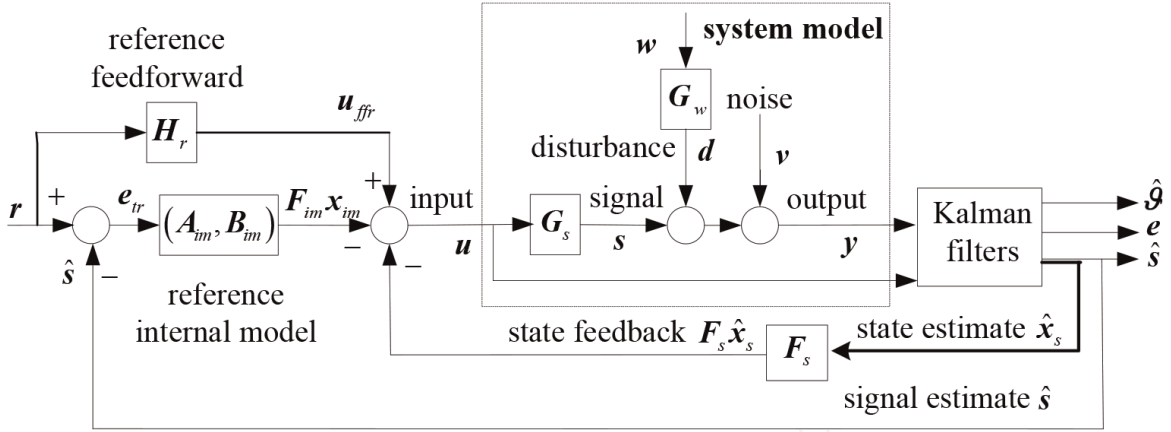 reference
feedforward
H_r
u_ffr
w
system model
G_w
noise
disturbance
d
v
r
+
e_tr
(A_im, B_im)
F_im x_im
+
−
input
u
G_s
signal
s
output
y
Kalman
filters
ϑ̂
e
ŝ
ŝ
−
−
reference
internal model
state feedback F_s x̂_s
F_s
state estimate x̂_s
signal estimate ŝ